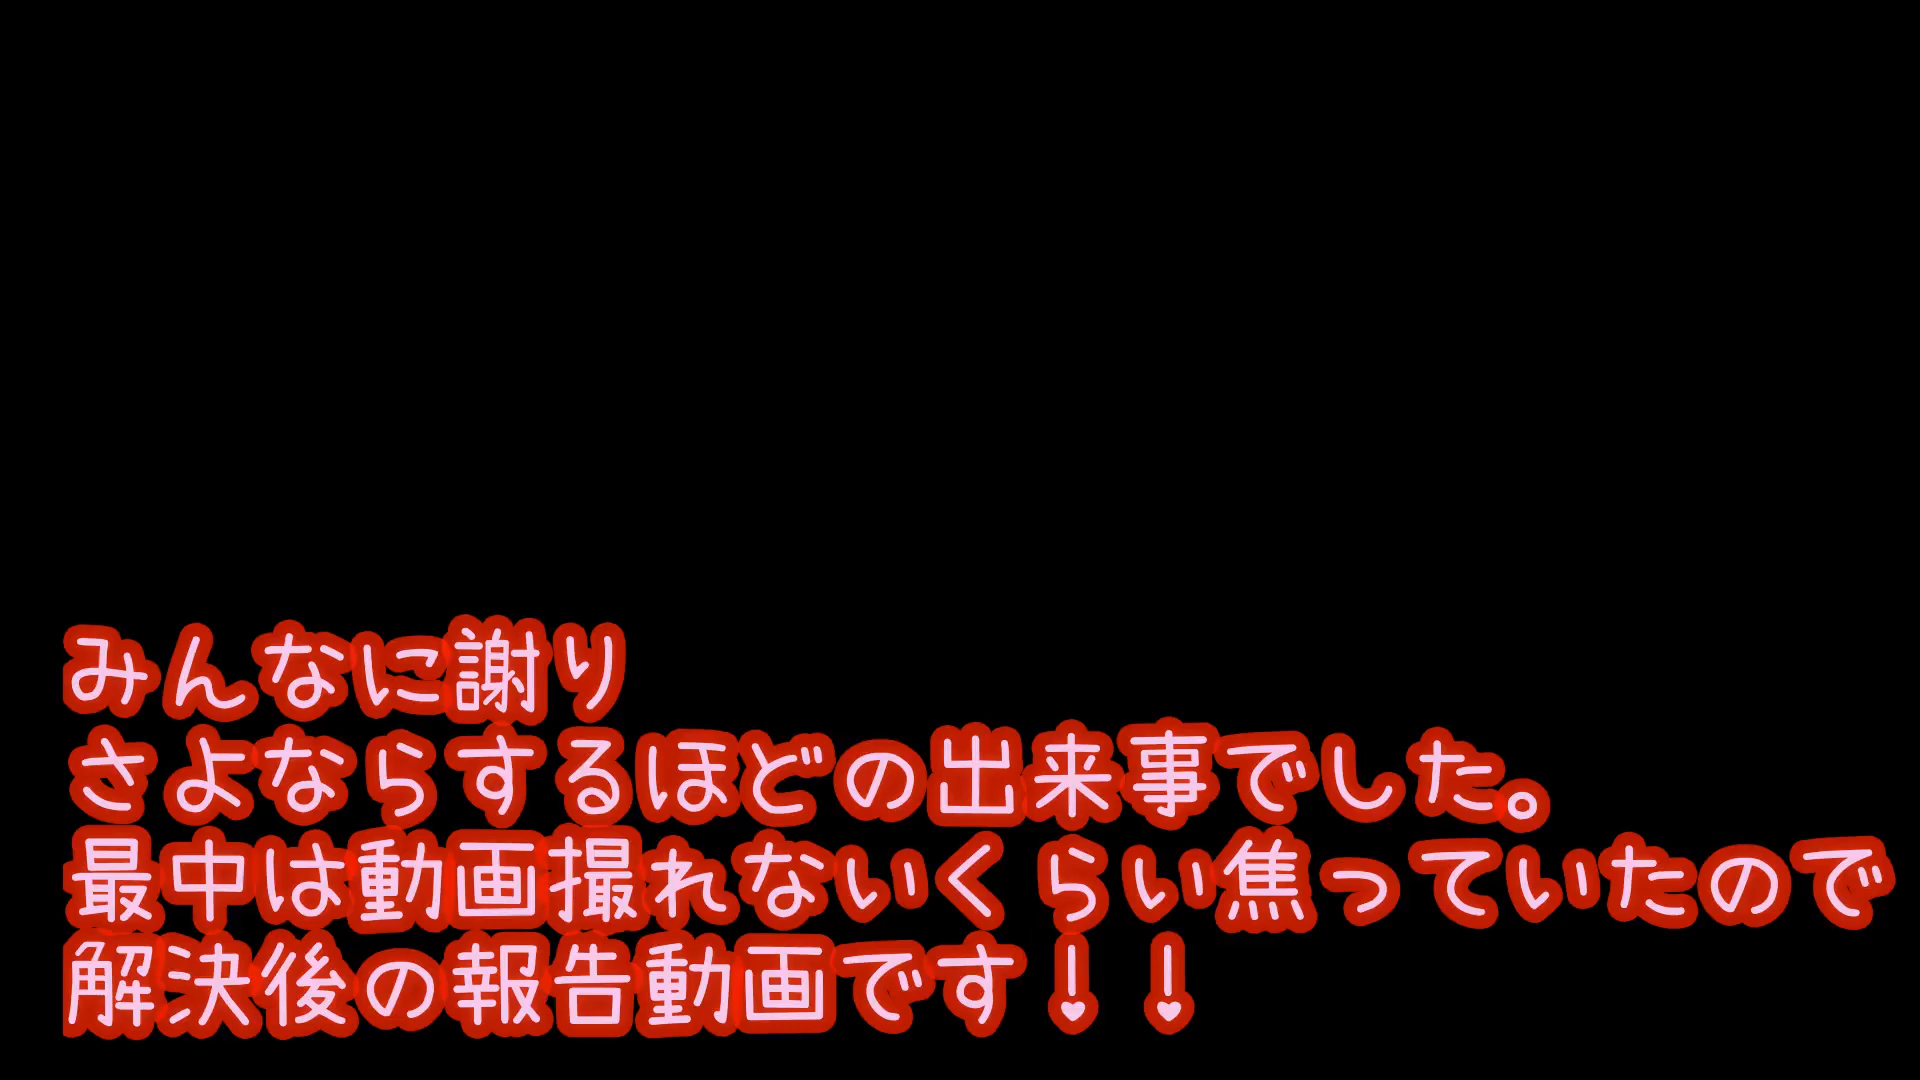 みんなに謝り
さよならするほどの出来事でした。
最中は動画撮れないくらい焦っていたので
解決後の報告動画です！！